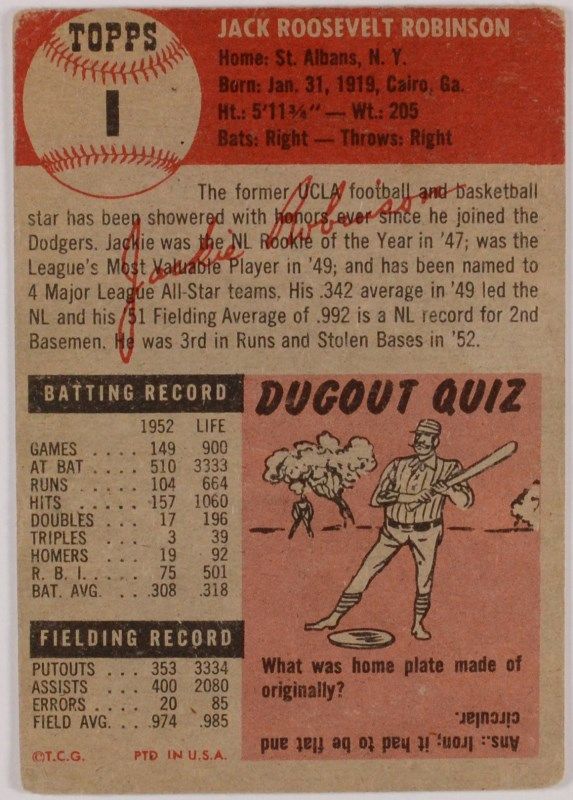 TOPPS
1
JACK ROOSEVELT ROBINSON
Home: St. Albans, N. Y.
Born: Jan. 31, 1919, Cairo, Ga.
Ht.: 5'11¾" — Wt.: 205
Bats: Right — Throws: Right
The former UCLA football and basketball
star has been showered with honors ever since he joined the
Dodgers. Jackie was the NL Rookie of the Year in '47; was the
League's Most Valuable Player in '49; and has been named to
4 Major League All-Star teams. His .342 average in '49 led the
NL and his '51 Fielding Average of .992 is a NL record for 2nd
Basemen. He was 3rd in Runs and Stolen Bases in '52.
Jackie Robinson
BATTING RECORD
1952 LIFE
GAMES .... 149 900
AT BAT .... 510 3333
RUNS ..... 104 664
HITS ..... 157 1060
DOUBLES .. 17 196
TRIPLES ... 3 39
HOMERS ... 19 92
R. B. I. .... 75 501
BAT. AVG. .. .308 .318
FIELDING RECORD
PUTOUTS ... 353 3334
ASSISTS ... 400 2080
ERRORS ... 20 85
FIELD AVG. . .974 .985
©T.C.G. PTD IN U.S.A.
DUGOUT QUIZ
What was home plate made of
originally?
Ans.: Iron; it had to be flat and
circular.